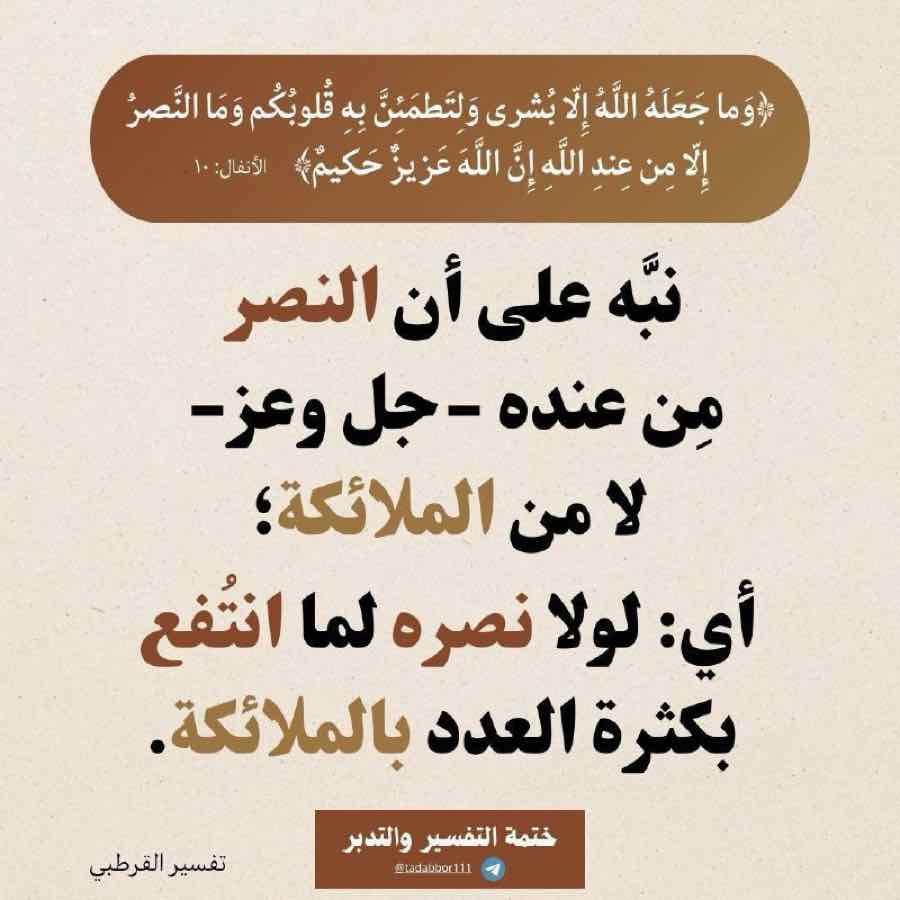 ﴿وَما جَعَلَهُ اللَّهُ إِلّا بُشرى وَلِتَطمَئِنَّ بِهِ قُلوبُكُم وَمَا النَّصرُ
إِلّا مِن عِندِ اللَّهِ إِنَّ اللَّهَ عَزيزٌ حَكيمٌ﴾ الأنفال: ١٠
نبَّه على أن النصر
مِن عنده -جل وعز-
لا من الملائكة؛
أي: لولا نصره لما انتُفع
بكثرة العدد بالملائكة.
ختمة التفسير والتدبر
@tadabbor111
تفسير القرطبي